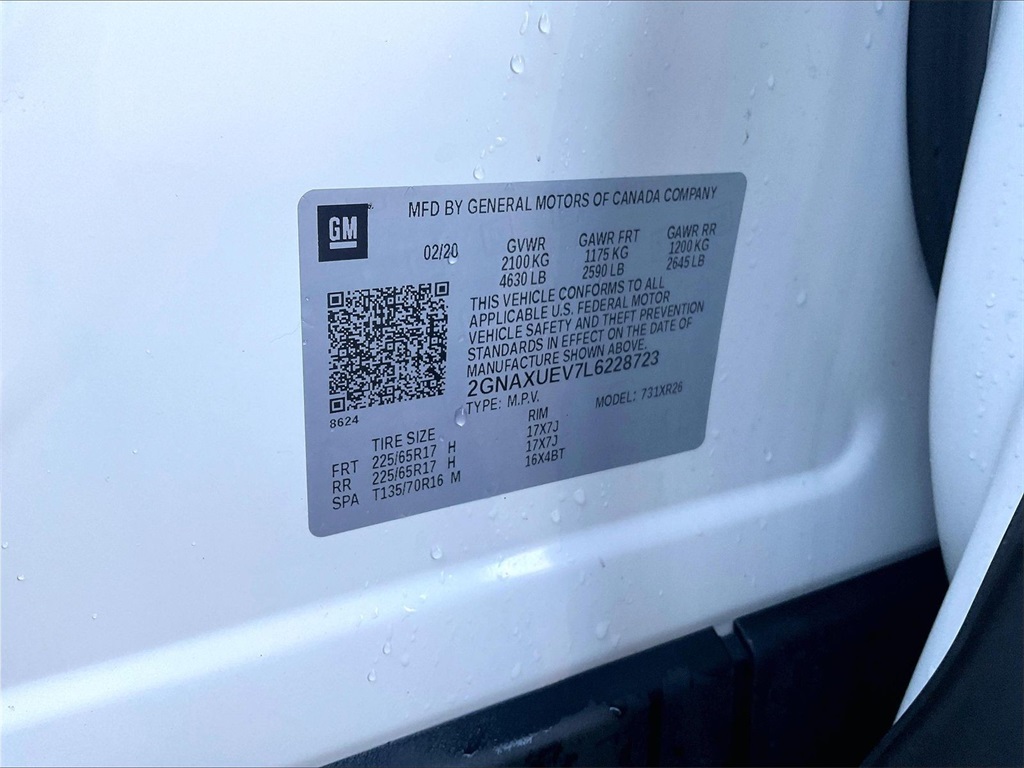 GM
MFD BY GENERAL MOTORS OF CANADA COMPANY
02/20
GVWR
2100 KG
4630 LB
GAWR FRT
1175 KG
2590 LB
GAWR RR
1200 KG
2645 LB
THIS VEHICLE CONFORMS TO ALL
APPLICABLE U.S. FEDERAL MOTOR
VEHICLE SAFETY AND THEFT PREVENTION
STANDARDS IN EFFECT ON THE DATE OF
MANUFACTURE SHOWN ABOVE.
2GNAXUEV7L6228723
TYPE: M.P.V. MODEL: 731XR26
8624
TIRE SIZE RIM
FRT 225/65R17 H 17X7J
RR 225/65R17 H 17X7J
SPA T135/70R16 M 16X4BT